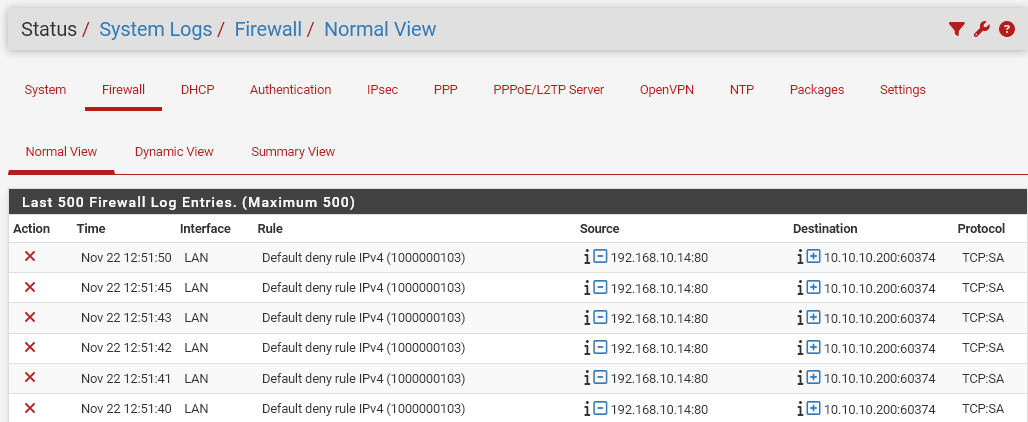 Status / System Logs / Firewall / Normal View
System Firewall DHCP Authentication IPsec PPP PPPoE/L2TP Server OpenVPN NTP Packages Settings
Normal View Dynamic View Summary View
Last 500 Firewall Log Entries. (Maximum 500)
Action Time Interface Rule Source Destination Protocol
Nov 22 12:51:50 LAN Default deny rule IPv4 (1000000103) 192.168.10.14:80 10.10.10.200:60374 TCP:SA
Nov 22 12:51:45 LAN Default deny rule IPv4 (1000000103) 192.168.10.14:80 10.10.10.200:60374 TCP:SA
Nov 22 12:51:43 LAN Default deny rule IPv4 (1000000103) 192.168.10.14:80 10.10.10.200:60374 TCP:SA
Nov 22 12:51:42 LAN Default deny rule IPv4 (1000000103) 192.168.10.14:80 10.10.10.200:60374 TCP:SA
Nov 22 12:51:41 LAN Default deny rule IPv4 (1000000103) 192.168.10.14:80 10.10.10.200:60374 TCP:SA
Nov 22 12:51:40 LAN Default deny rule IPv4 (1000000103) 192.168.10.14:80 10.10.10.200:60374 TCP:SA